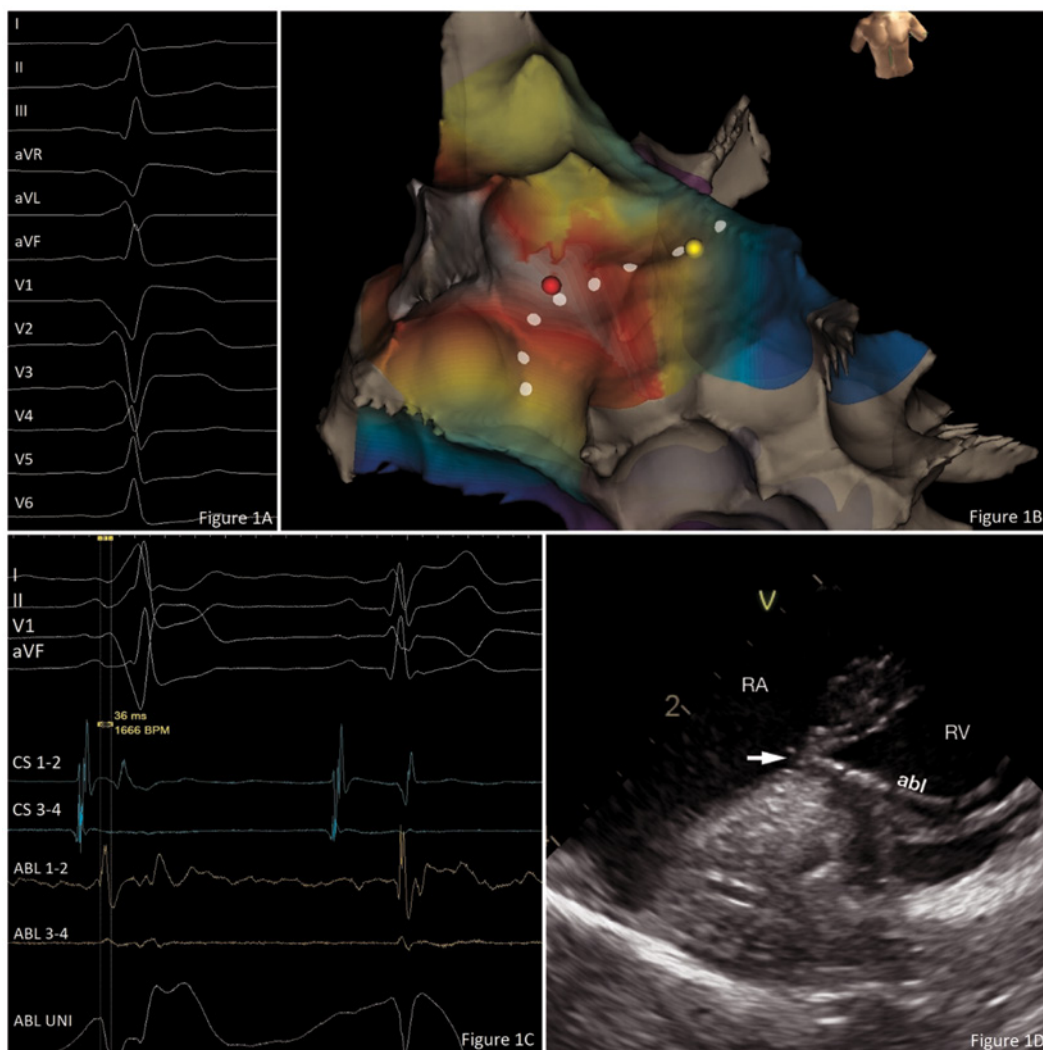 I
II
III
aVR
aVL
aVF
V1
V2
V3
V4
V5
V6
Figure 1A
Figure 1B
I
II
V1
aVF
36 ms
1666 BPM
CS 1-2
CS 3-4
ABL 1-2
ABL 3-4
ABL UNI
Figure 1C
V
RA
2
RV
abl
Figure 1D